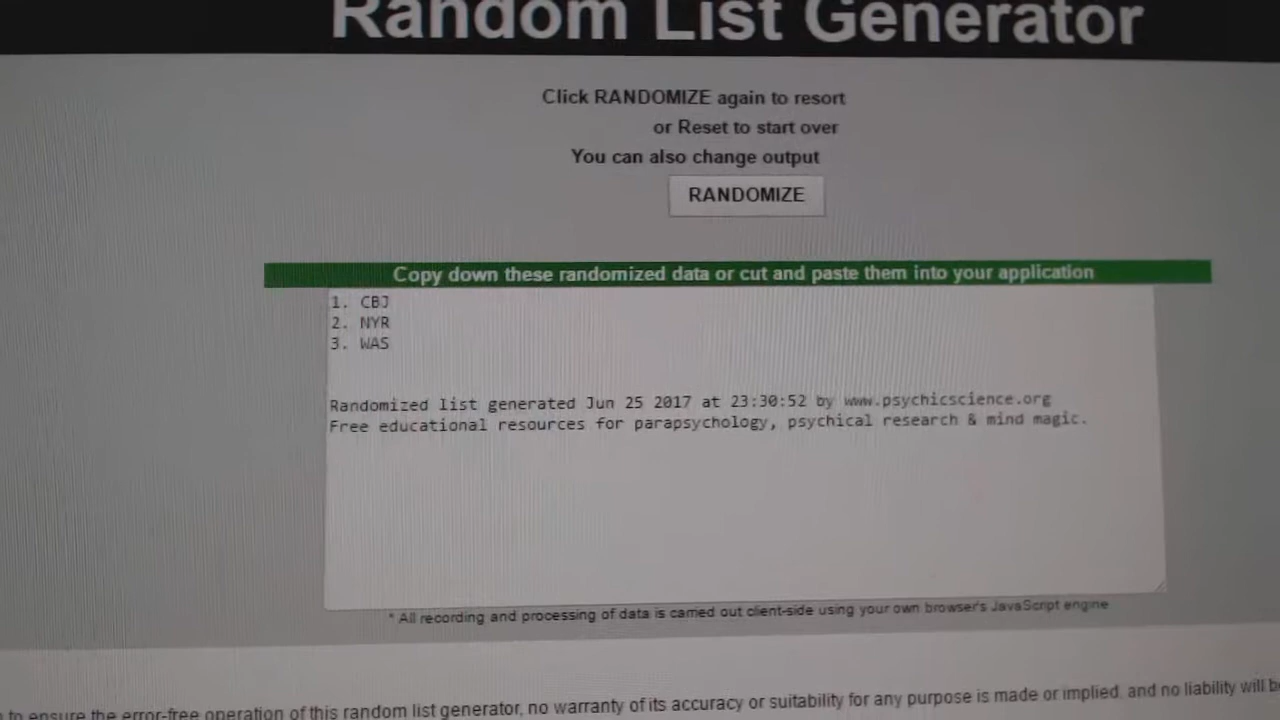 Random List Generator
Click RANDOMIZE again to resort
or Reset to start over
You can also change output
RANDOMIZE
Copy down these randomized data or cut and paste them into your application
1. CBJ
2. NYR
3. WAS
Randomized list generated Jun 25 2017 at 23:30:52 by www.psychicscience.org
Free educational resources for parapsychology, psychical research & mind magic.
* All recording and processing of data is carried out client-side using your own browser's JavaScript engine
to ensure the error-free operation of this random list generator, no warranty of its accuracy or suitability for any purpose is made or implied, and no liability will be